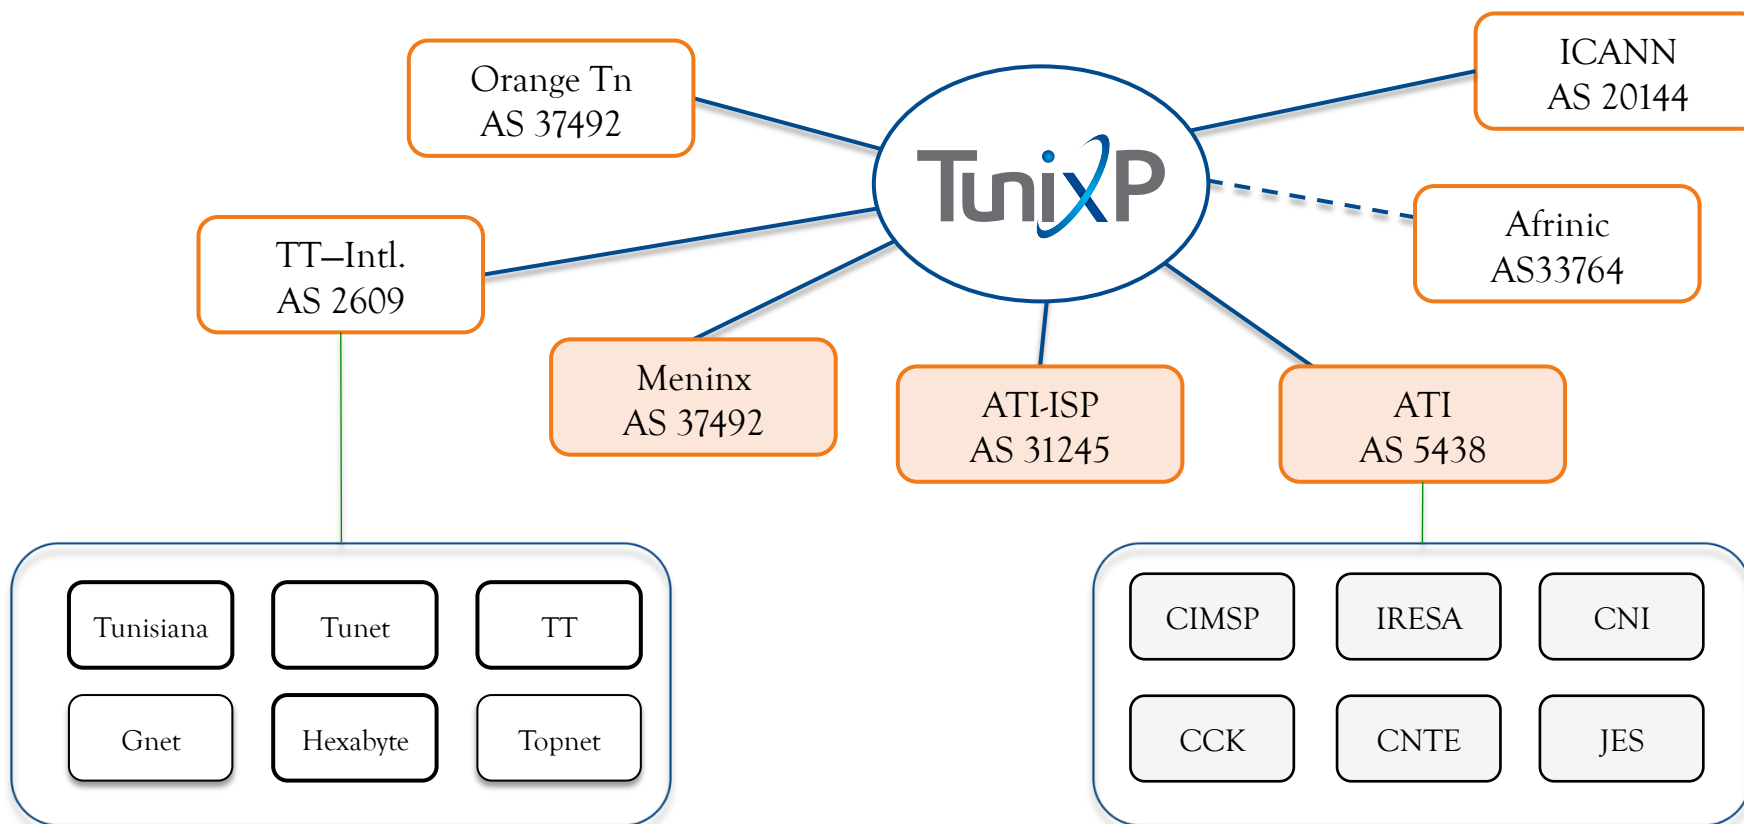 Orange Tn
AS 37492
TunixP
ICANN
AS 20144
Afrinic
AS33764
TT–Intl.
AS 2609
Meninx
AS 37492
ATI-ISP
AS 31245
ATI
AS 5438
Tunisiana
Tunet
TT
Gnet
Hexabyte
Topnet
CIMSP
IRESA
CNI
CCK
CNTE
JES